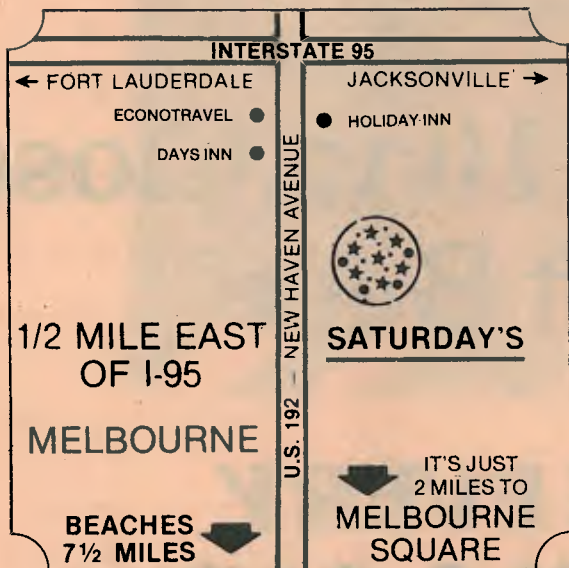 INTERSTATE 95
← FORT LAUDERDALE
JACKSONVILLE →
ECONOTRAVEL
HOLIDAY INN
DAYS INN
U.S. 192 – NEW HAVEN AVENUE
1/2 MILE EAST
OF I-95
SATURDAY'S
MELBOURNE
IT'S JUST
2 MILES TO
MELBOURNE
SQUARE
BEACHES
7½ MILES